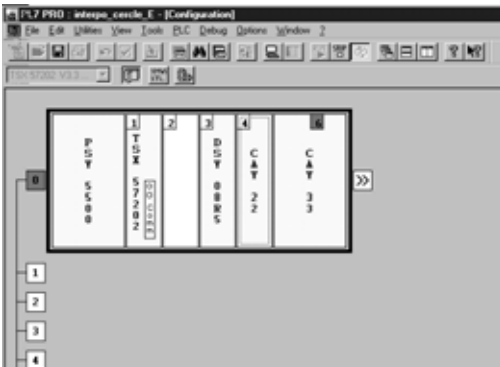 PL7 PRO : interpo_cercle_E - [Configuration]
File Edit Utilities View Tools PLC Debug Options Window ?
TSX 57202 V3.3
1 2 3 4 6
0
PSY 5500
TSX 57202
Comm
DSY 08R5
CAY 22
CAY 33
1
2
3
4